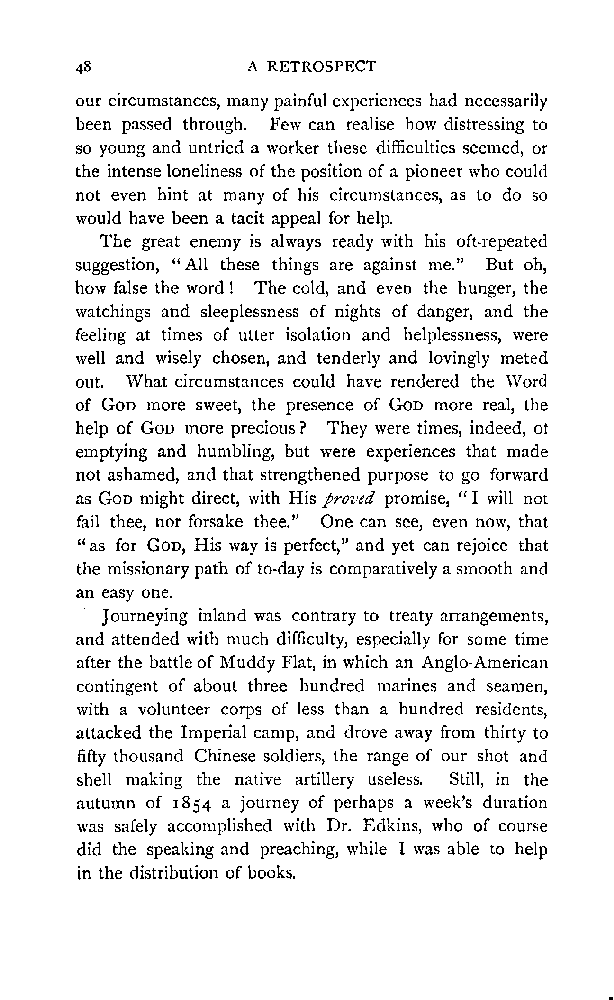 48 A RETROSPECT
our circumstances, many painful experiences had necessarily
been passed through. Few can realise how distressing to
so young and untried a worker these difficulties seemed, or
the intense loneliness of the position of a pioneer who could
not even hint at many of his circumstances, as to do so
would have been a tacit appeal for help.
The great enemy is always ready with his oft-repeated
suggestion, "All these things are against me." But oh,
how false the word! The cold, and even the hunger, the
watchings and sleeplessness of nights of danger, and the
feeling at times of utter isolation and helplessness, were
well and wisely chosen, and tenderly and lovingly meted
out. What circumstances could have rendered the Word
of GOD more sweet, the presence of GOD more real, the
help of GOD more precious? They were times, indeed, of
emptying and humbling, but were experiences that made
not ashamed, and that strengthened purpose to go forward
as GOD might direct, with His proved promise, "I will not
fail thee, nor forsake thee." One can see, even now, that
"as for GOD, His way is perfect," and yet can rejoice that
the missionary path of to-day is comparatively a smooth and
an easy one.
Journeying inland was contrary to treaty arrangements,
and attended with much difficulty, especially for some time
after the battle of Muddy Flat, in which an Anglo-American
contingent of about three hundred marines and seamen,
with a volunteer corps of less than a hundred residents,
attacked the Imperial camp, and drove away from thirty to
fifty thousand Chinese soldiers, the range of our shot and
shell making the native artillery useless. Still, in the
autumn of 1854 a journey of perhaps a week's duration
was safely accomplished with Dr. Edkins, who of course
did the speaking and preaching, while I was able to help
in the distribution of books.